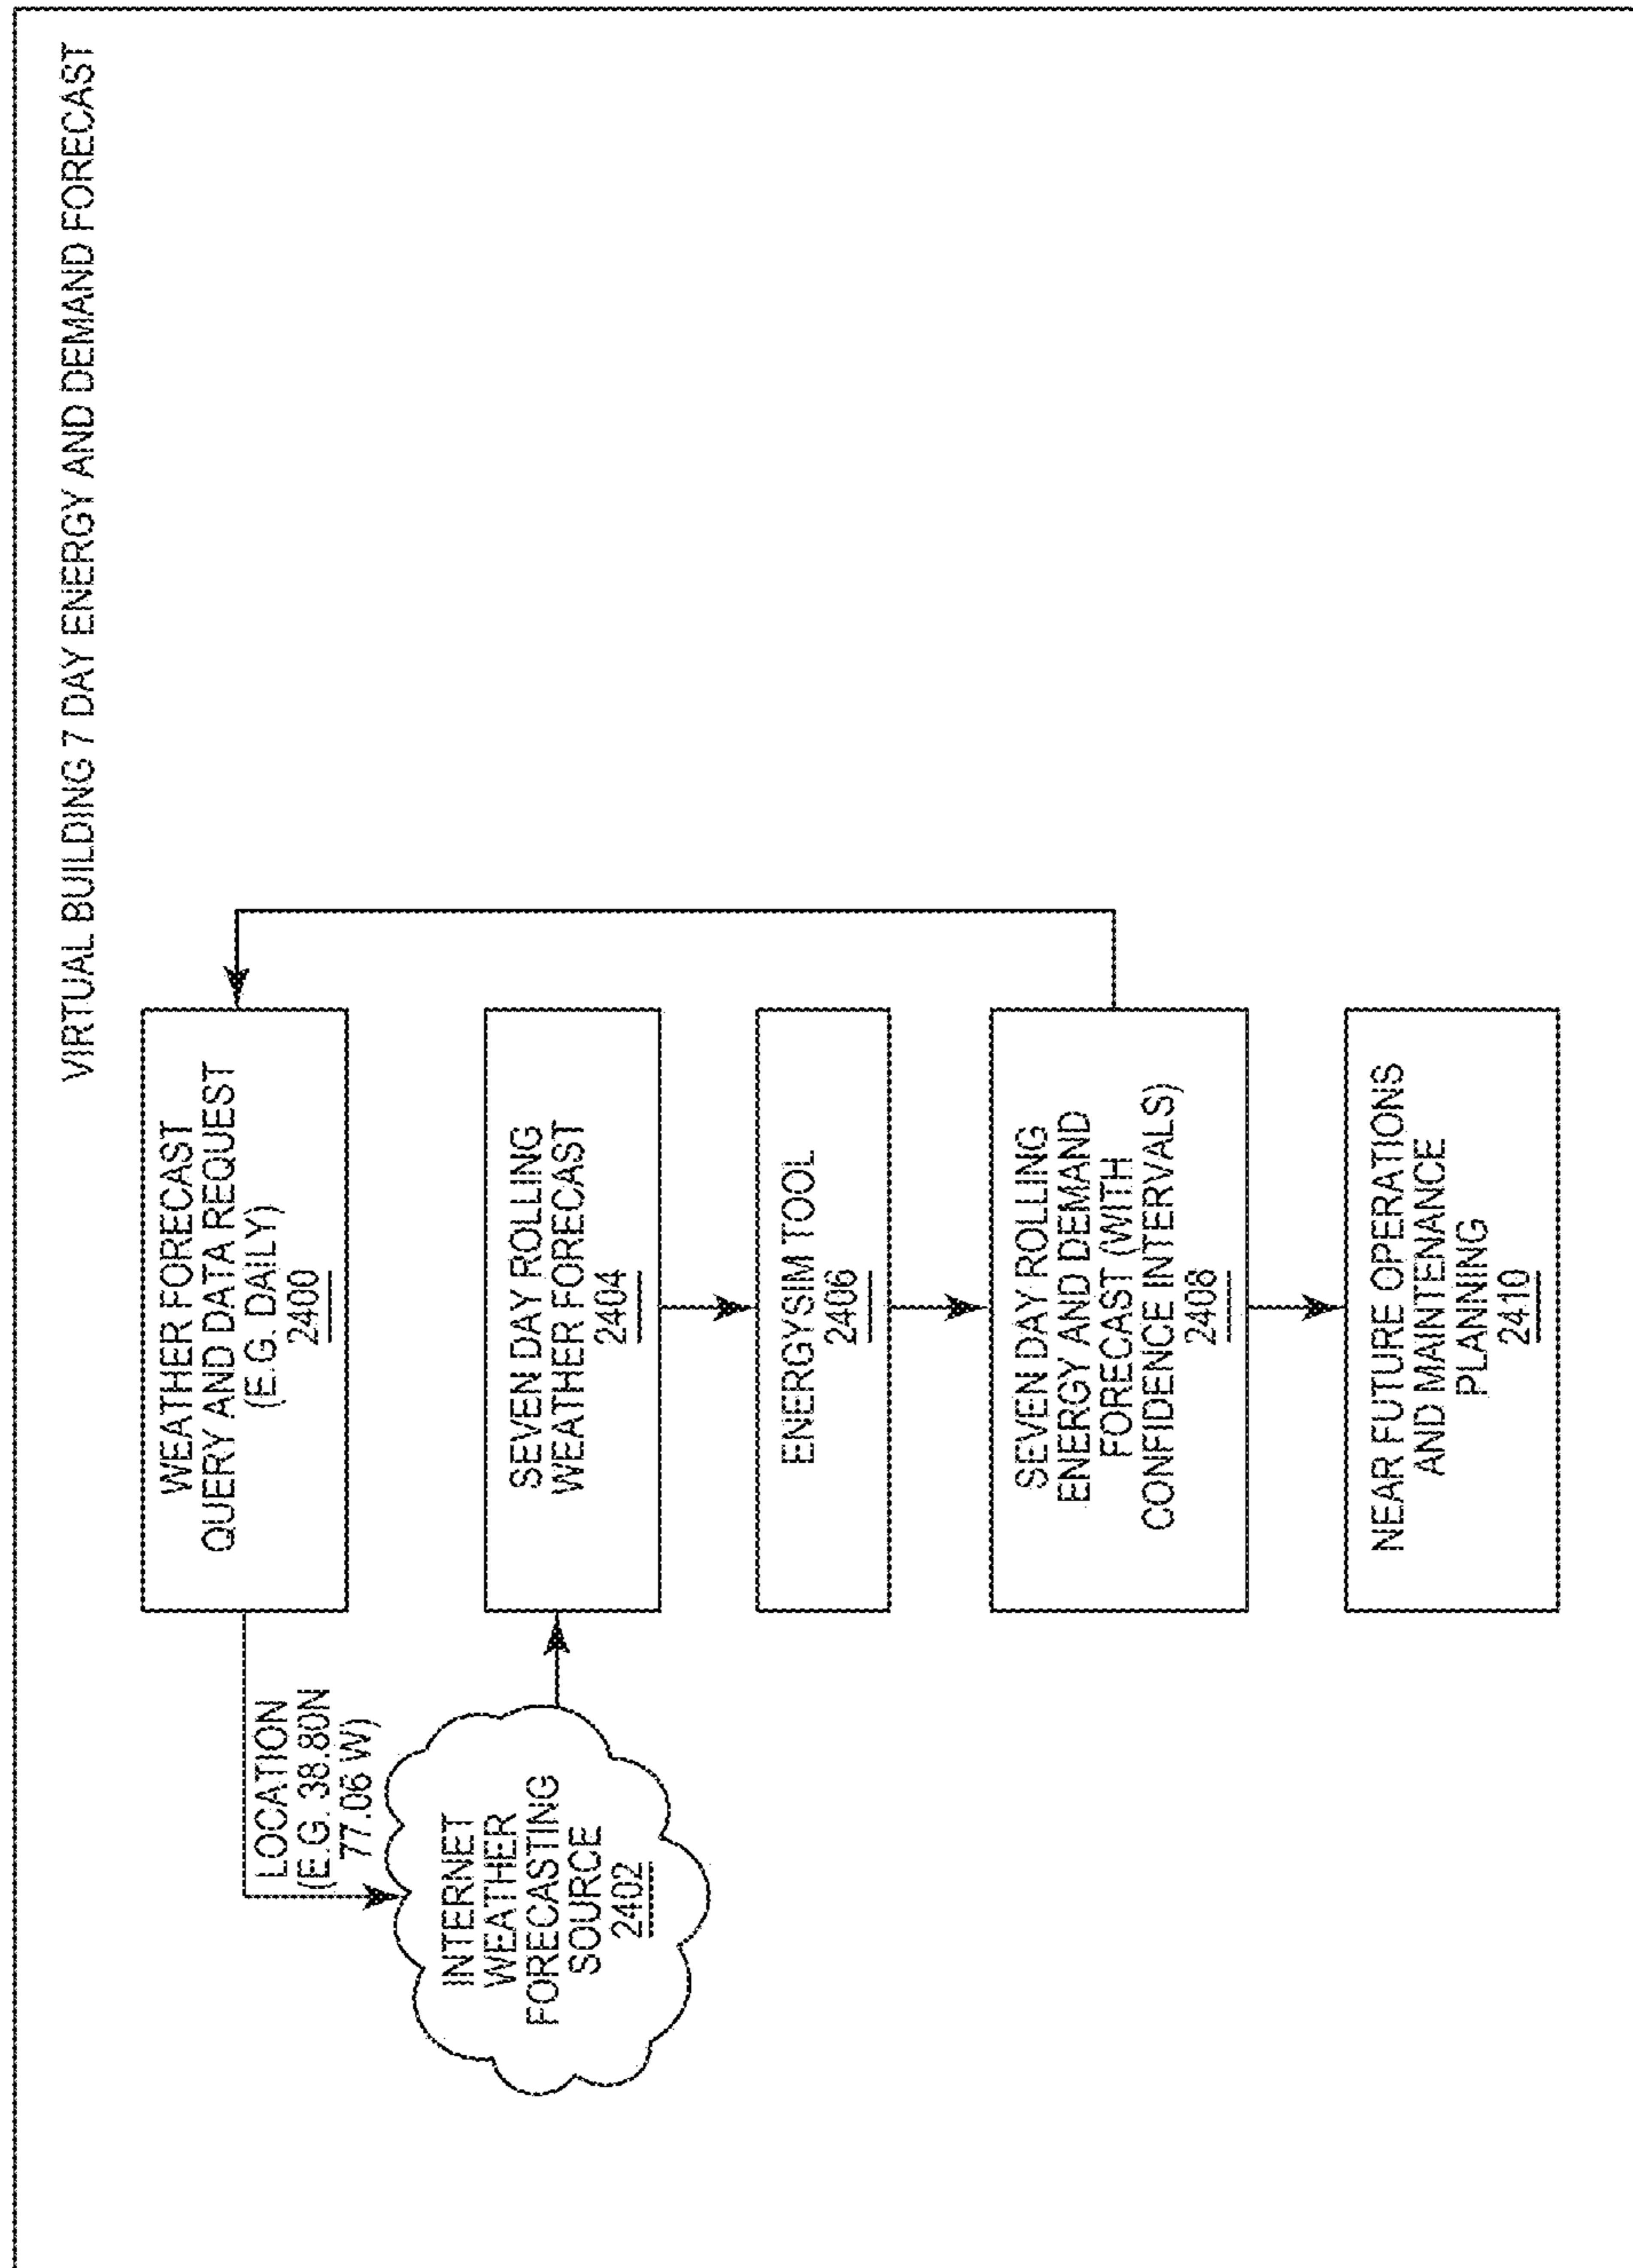 VIRTUAL BUILDING 7 DAY ENERGY AND DEMAND FORECAST
WEATHER FORECAST
QUERY AND DATA REQUEST
(E.G. DAILY)
2400
LOCATION
(E.G. 38.80N
77.06 W)
INTERNET
WEATHER
FORECASTING
SOURCE
2402
SEVEN DAY ROLLING
WEATHER FORECAST
2404
ENERGYSIM TOOL
2406
SEVEN DAY ROLLING
ENERGY AND DEMAND
FORECAST (WITH
CONFIDENCE INTERVALS)
2408
NEAR FUTURE OPERATIONS
AND MAINTENANCE
PLANNING
2410